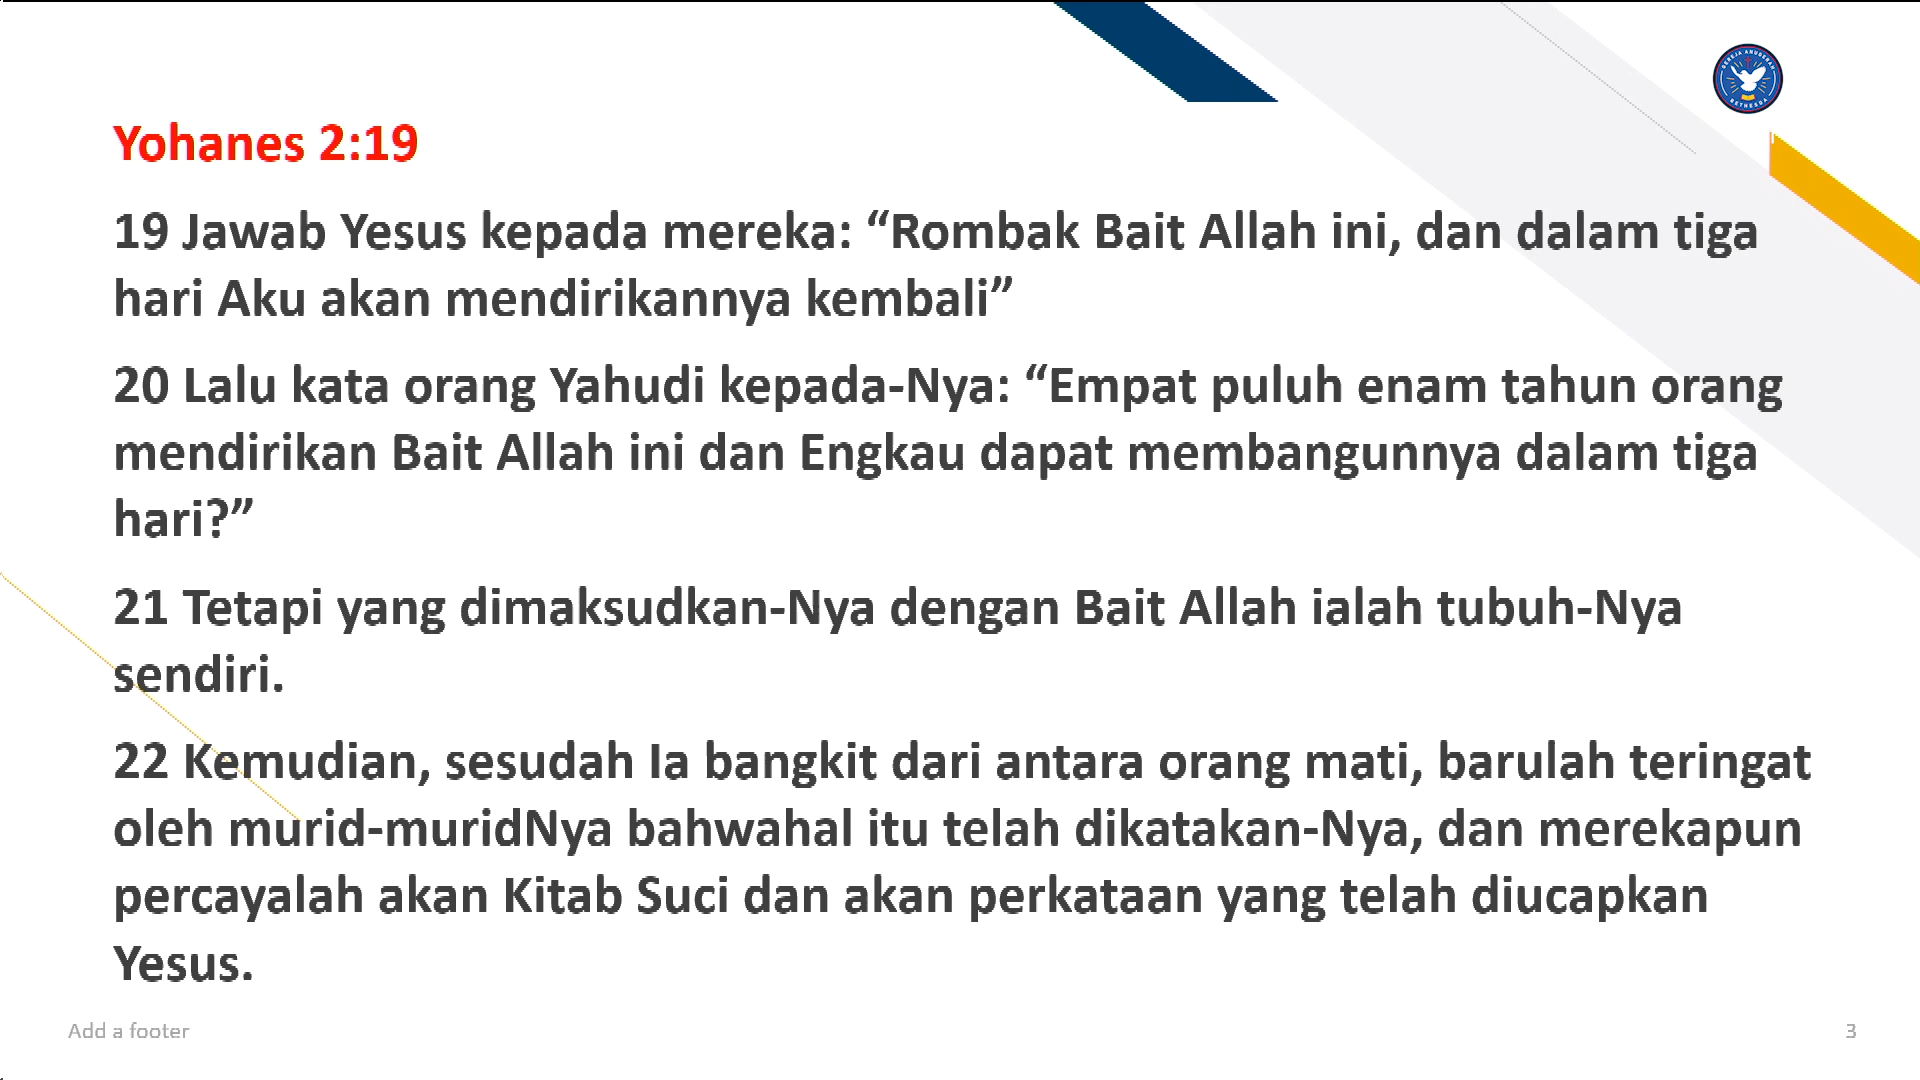 GEREJA ANUGERAH
BETHESDA
Yohanes 2:19
19 Jawab Yesus kepada mereka: “Rombak Bait Allah ini, dan dalam tiga
hari Aku akan mendirikannya kembali”
20 Lalu kata orang Yahudi kepada-Nya: “Empat puluh enam tahun orang
mendirikan Bait Allah ini dan Engkau dapat membangunnya dalam tiga
hari?”
21 Tetapi yang dimaksudkan-Nya dengan Bait Allah ialah tubuh-Nya
sendiri.
22 Kemudian, sesudah Ia bangkit dari antara orang mati, barulah teringat
oleh murid-muridNya bahwahal itu telah dikatakan-Nya, dan merekapun
percayalah akan Kitab Suci dan akan perkataan yang telah diucapkan
Yesus.
Add a footer
3